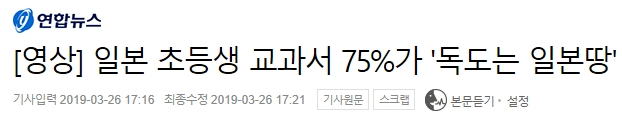 연합뉴스
[영상] 일본 초등생 교과서 75%가 '독도는 일본땅'
기사입력 2019-03-26 17:16 최종수정 2019-03-26 17:21 기사원문 스크랩 본문듣기 · 설정